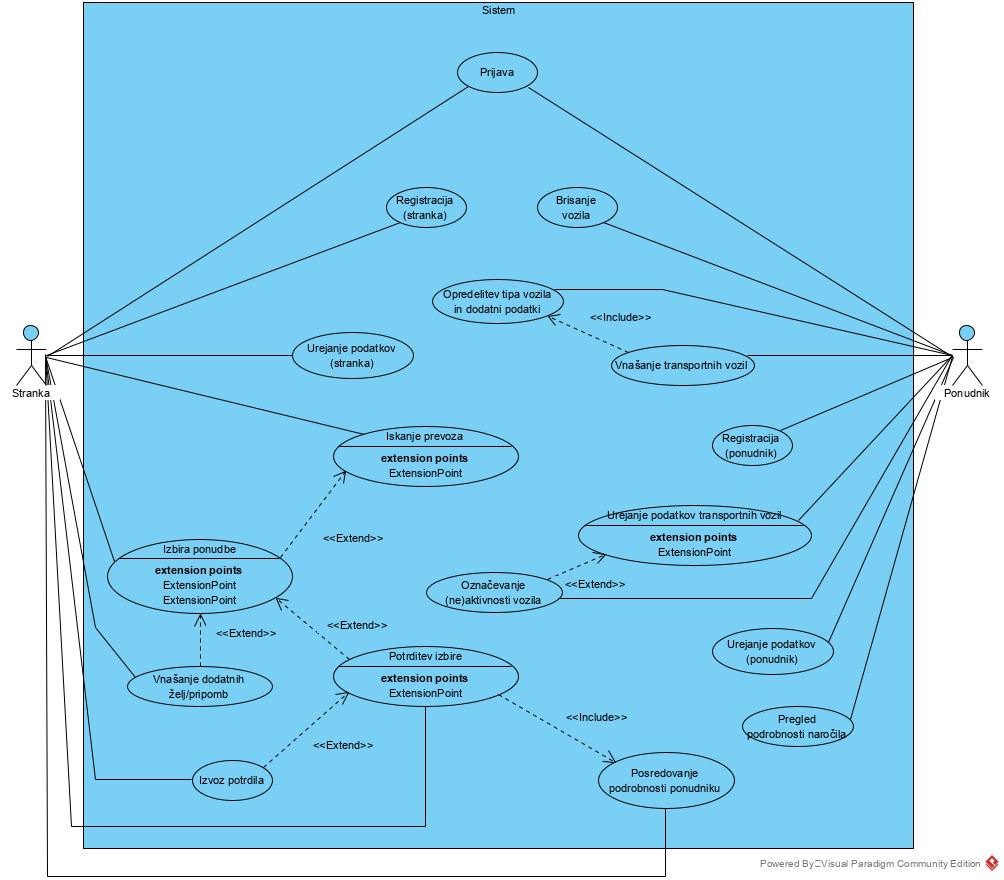 Sistem
Prijava
Registracija
(stranka)
Brisanje
vozila
Opredelitev tipa vozila
in dodatni podatki
<<Include>>
Urejanje podatkov
(stranka)
Vnašanje transportnih vozil
Stranka
Ponudnik
Iskanje prevoza
extension points
ExtensionPoint
Registracija
(ponudnik)
<<Extend>>
Urejanje podatkov transportnih vozil
extension points
ExtensionPoint
Izbira ponudbe
extension points
ExtensionPoint
ExtensionPoint
Označevanje
(ne)aktivnosti vozila
<<Extend>>
<<Extend>>
<<Extend>>
Urejanje podatkov
(ponudnik)
Potrditev izbire
extension points
ExtensionPoint
Vnašanje dodatnih
želj/pripomb
<<Include>>
Pregled
podrobnosti naročila
<<Extend>>
Izvoz potrdila
Posredovanje
podrobnosti ponudniku
Powered By Visual Paradigm Community Edition